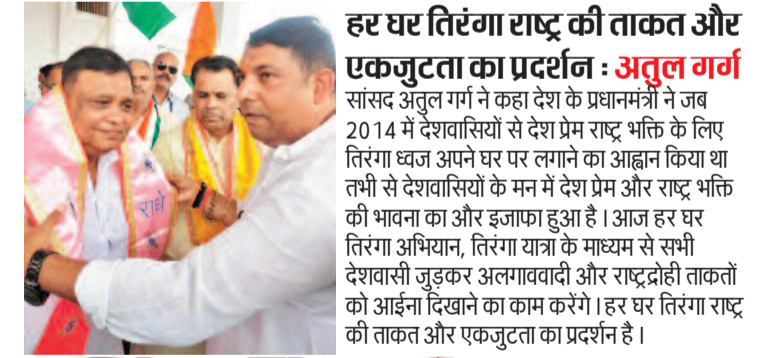 हर घर तिरंगा राष्ट्र की ताकत और
एकजुटता का प्रदर्शन : अतुल गर्ग
सांसद अतुल गर्ग ने कहा देश के प्रधानमंत्री ने जब
2014 में देशवासियों से देश प्रेम राष्ट्र भक्ति के लिए
तिरंगा ध्वज अपने घर पर लगाने का आह्वान किया था
तभी से देशवासियों के मन में देश प्रेम और राष्ट्र भक्ति
की भावना का और इजाफा हुआ है । आज हर घर
तिरंगा अभियान, तिरंगा यात्रा के माध्यम से सभी
देशवासी जुड़कर अलगाववादी और राष्ट्रद्रोही ताकतों
को आईना दिखाने का काम करेंगे । हर घर तिरंगा राष्ट्र
की ताकत और एकजुटता का प्रदर्शन है ।
राधे